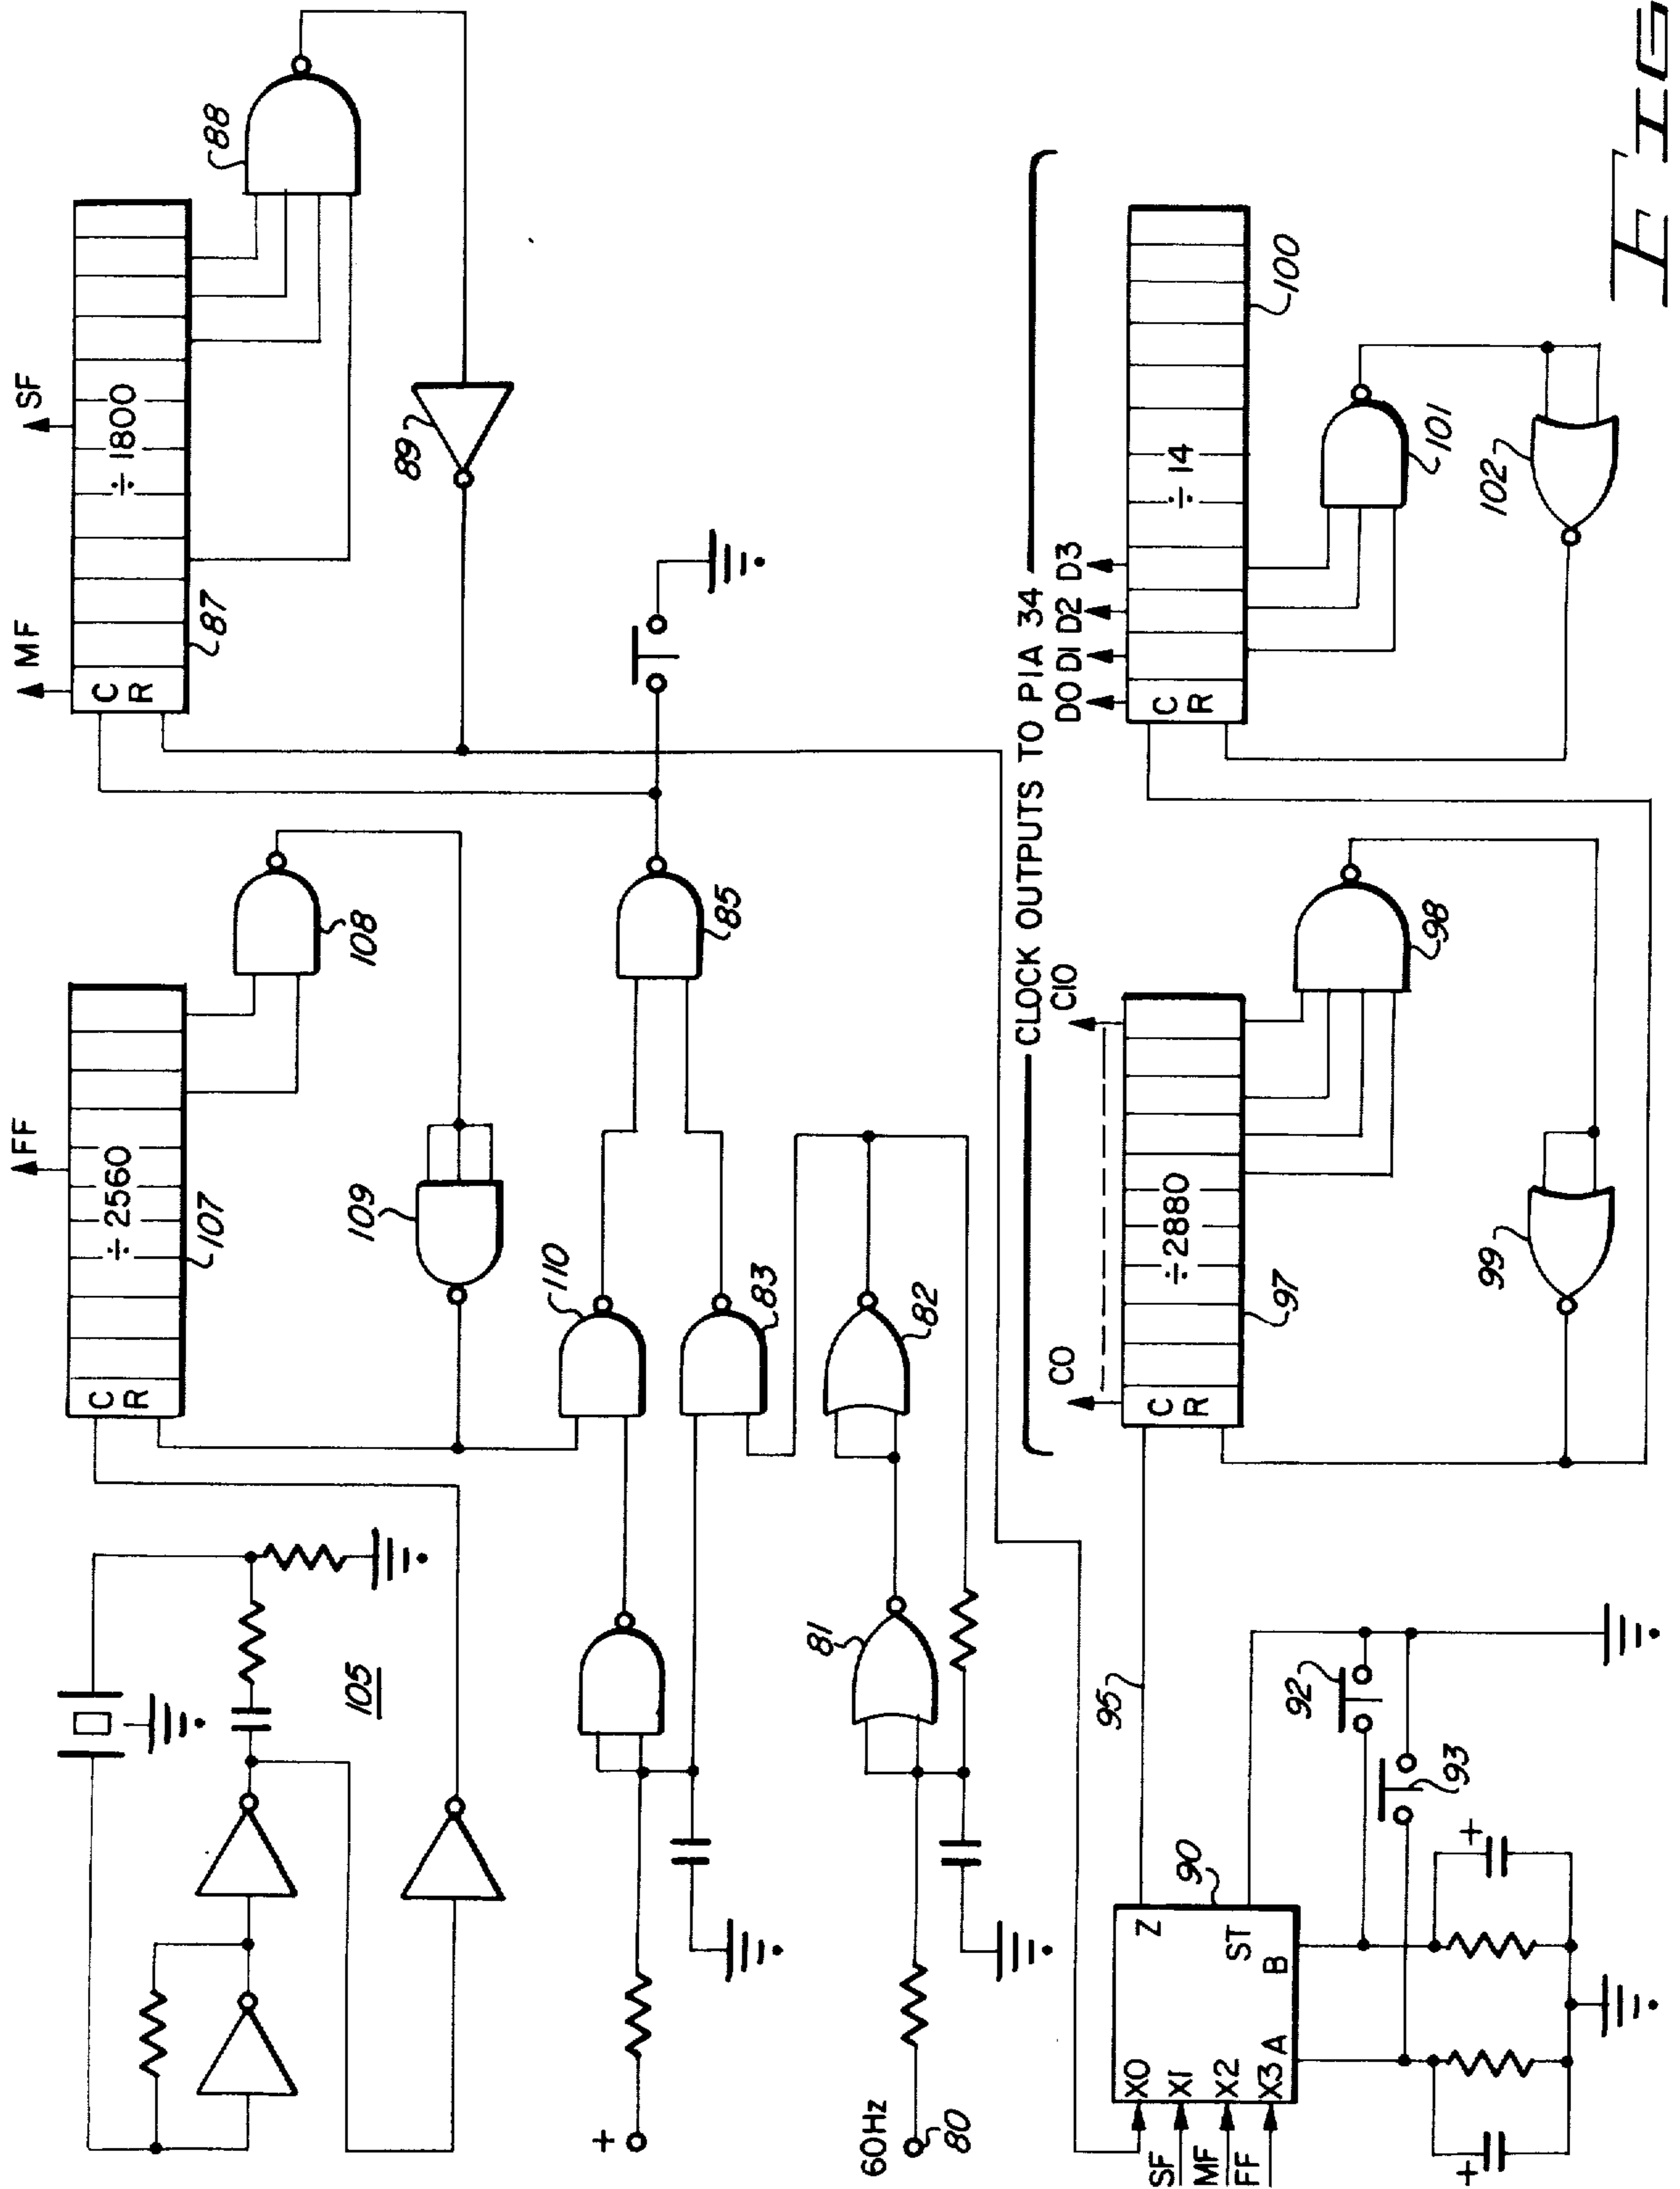 FF
MF
SF
C
R
÷ 2560
107
108
109
C
R
÷ 1800
87
88
89
105
110
83
85
+
60Hz
80
81
82
CLOCK OUTPUTS TO PIA 34
C0
C10
D0 D1 D2 D3
C
R
÷2880
97
98
99
C
R
÷ 14
100
101
102
95
SF
MF
FF
X0
X1
X2
X3
A
B
ST
Z
90
92
93
+
+
FIG